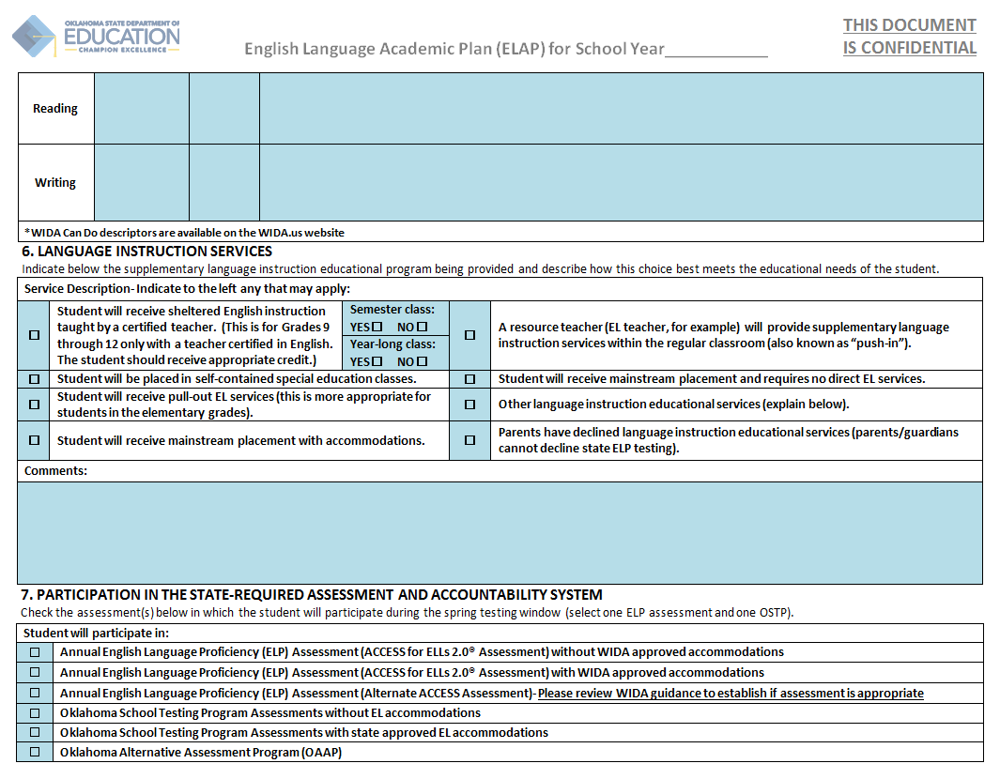 OKLAHOMA STATE DEPARTMENT OF
EDUCATION
CHAMPION EXCELLENCE
English Language Academic Plan (ELAP) for School Year____________
THIS DOCUMENT
IS CONFIDENTIAL
Reading
Writing
*WIDA Can Do descriptors are available on the WIDA.us website
6. LANGUAGE INSTRUCTION SERVICES
Indicate below the supplementary language instruction educational program being provided and describe how this choice best meets the educational needs of the student.
Service Description- Indicate to the left any that may apply:
☐ Student will receive sheltered English instruction
taught by a certified teacher. (This is for Grades 9
through 12 only with a teacher certified in English.
The student should receive appropriate credit.)
Semester class:
YES☐ NO☐
Year-long class:
YES☐ NO☐
☐ A resource teacher (EL teacher, for example) will provide supplementary language
instruction services within the regular classroom (also known as “push-in”).
☐ Student will be placed in self-contained special education classes.
☐ Student will receive mainstream placement and requires no direct EL services.
☐ Student will receive pull-out EL services (this is more appropriate for
students in the elementary grades).
☐ Other language instruction educational services (explain below).
☐ Student will receive mainstream placement with accommodations.
☐ Parents have declined language instruction educational services (parents/guardians
cannot decline state ELP testing).
Comments:
7. PARTICIPATION IN THE STATE-REQUIRED ASSESSMENT AND ACCOUNTABILITY SYSTEM
Check the assessment(s) below in which the student will participate during the spring testing window (select one ELP assessment and one OSTP).
Student will participate in:
☐ Annual English Language Proficiency (ELP) Assessment (ACCESS for ELLs 2.0® Assessment) without WIDA approved accommodations
☐ Annual English Language Proficiency (ELP) Assessment (ACCESS for ELLs 2.0® Assessment) with WIDA approved accommodations
☐ Annual English Language Proficiency (ELP) Assessment (Alternate ACCESS Assessment)- Please review WIDA guidance to establish if assessment is appropriate
☐ Oklahoma School Testing Program Assessments without EL accommodations
☐ Oklahoma School Testing Program Assessments with state approved EL accommodations
☐ Oklahoma Alternative Assessment Program (OAAP)